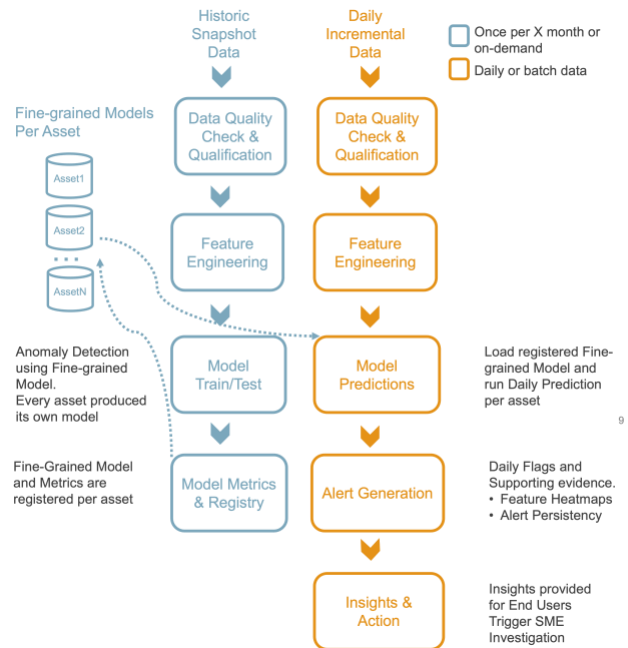 Historic
Snapshot
Data
Daily
Incremental
Data
Once per X month or
on-demand
Daily or batch data
Fine-grained Models
Per Asset
Asset1
Asset2
...
AssetN
Data Quality
Check &
Qualification
Data Quality
Check &
Qualification
Feature
Engineering
Feature
Engineering
Anomaly Detection
using Fine-grained
Model.
Every asset produced
its own model
Model
Train/Test
Model
Predictions
Load registered Fine-
grained Model and
run Daily Prediction
per asset
9
Fine-Grained Model
and Metrics are
registered per asset
Model Metrics
& Registry
Alert Generation
Daily Flags and
Supporting evidence.
• Feature Heatmaps
• Alert Persistency
Insights &
Action
Insights provided
for End Users
Trigger SME
Investigation